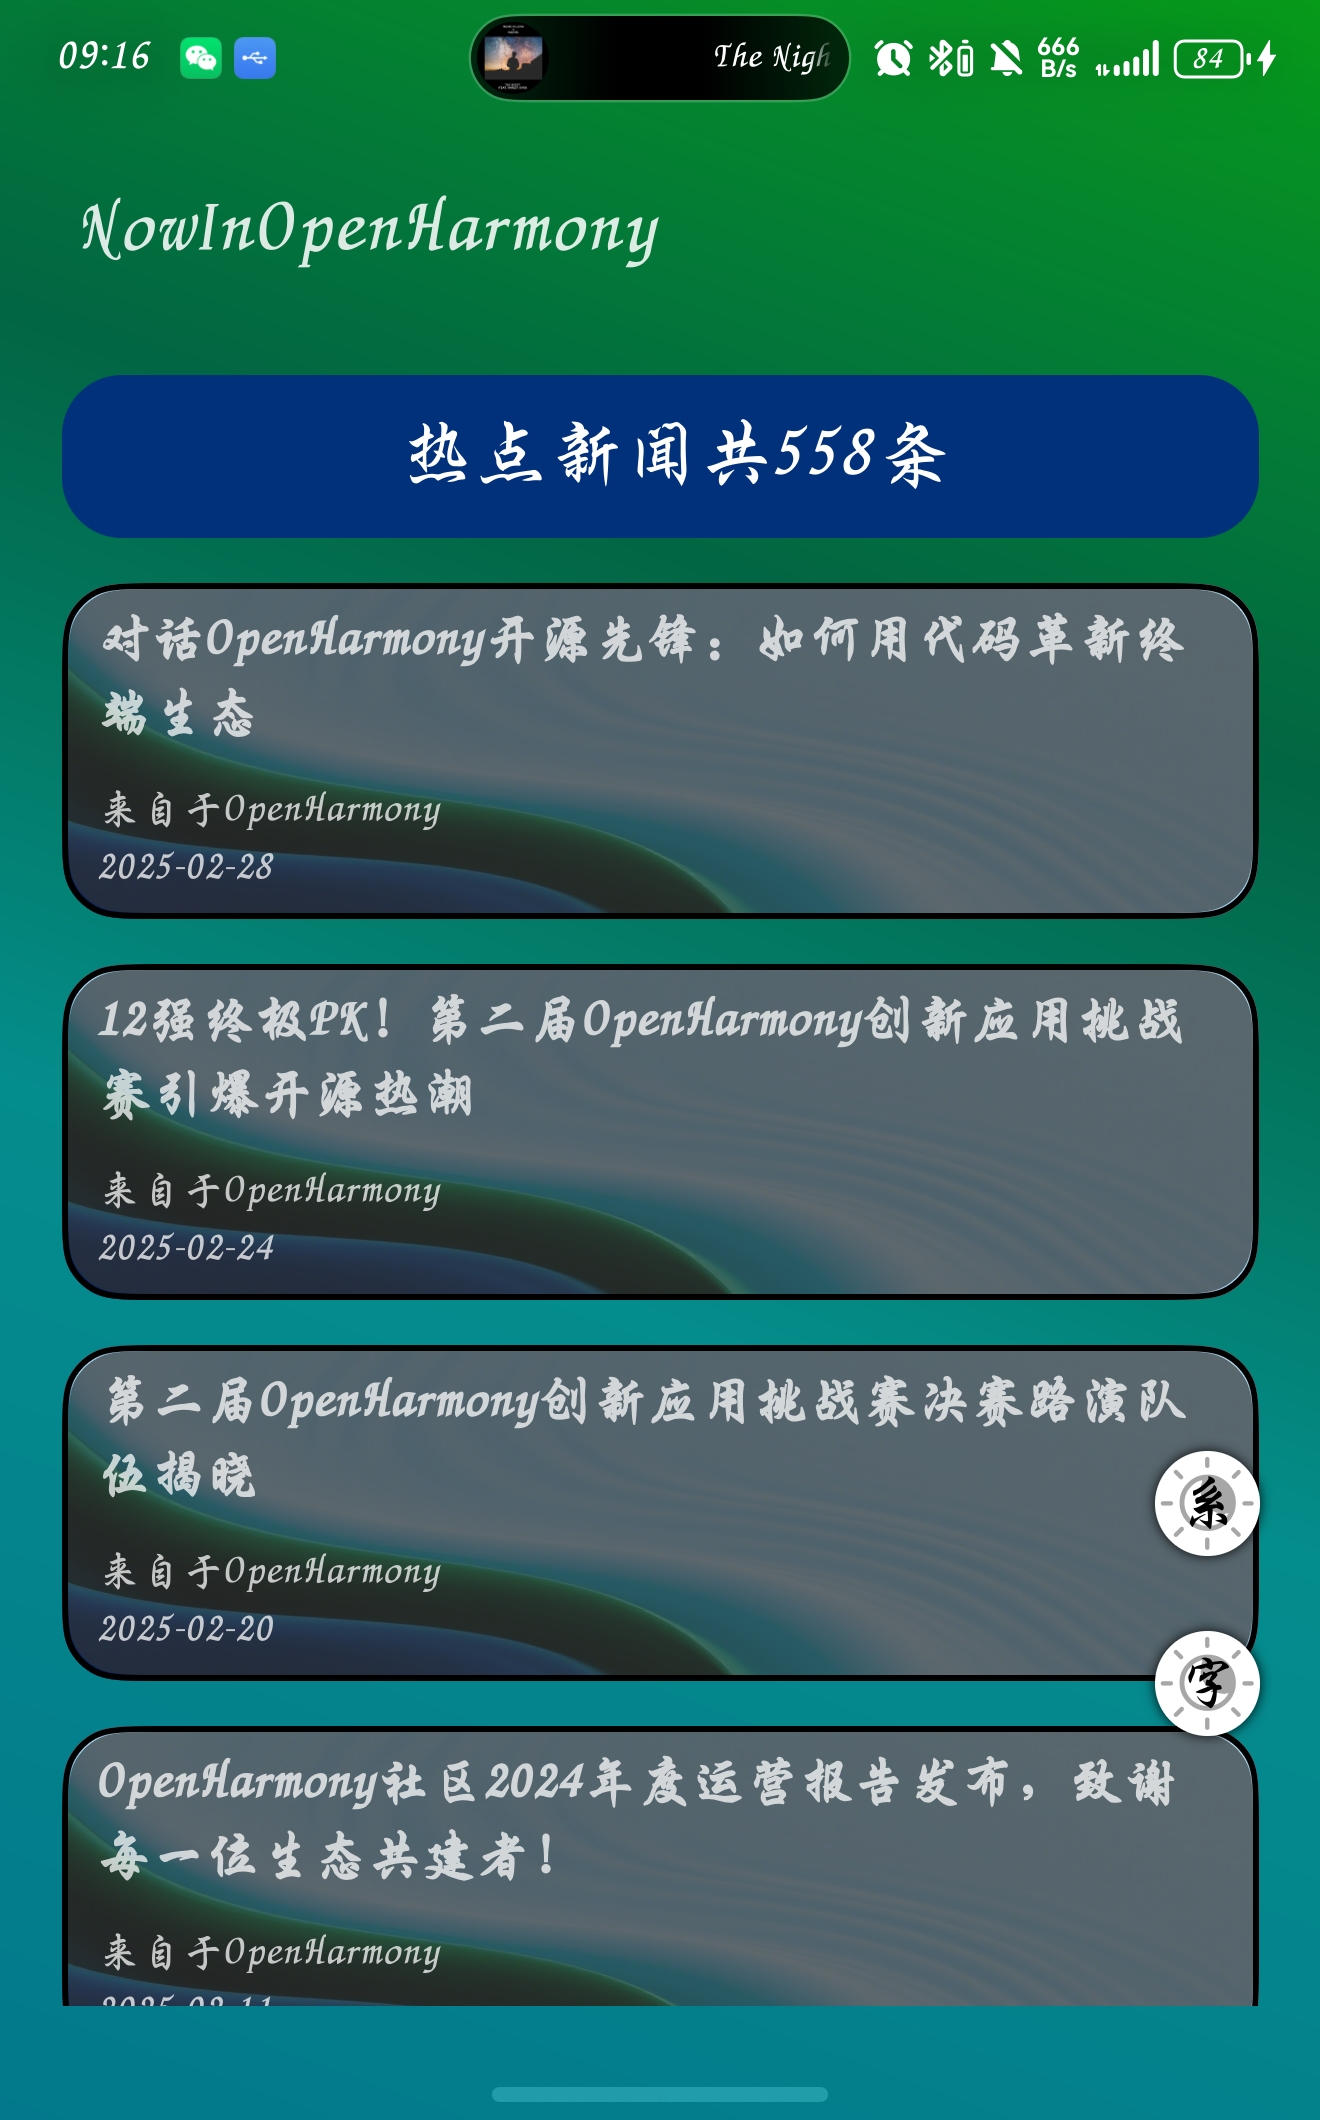 09:16
The Nigh
666
B/s
84
NowInOpenHarmony
热点新闻共558条
对话OpenHarmony开源先锋：如何用代码革新终
端生态
来自于OpenHarmony
2025-02-28
12强终极PK！第二届OpenHarmony创新应用挑战
赛引爆开源热潮
来自于OpenHarmony
2025-02-24
第二届OpenHarmony创新应用挑战赛决赛路演队
伍揭晓
来自于OpenHarmony
2025-02-20
系
字
OpenHarmony社区2024年度运营报告发布，致谢
每一位生态共建者！
来自于OpenHarmony